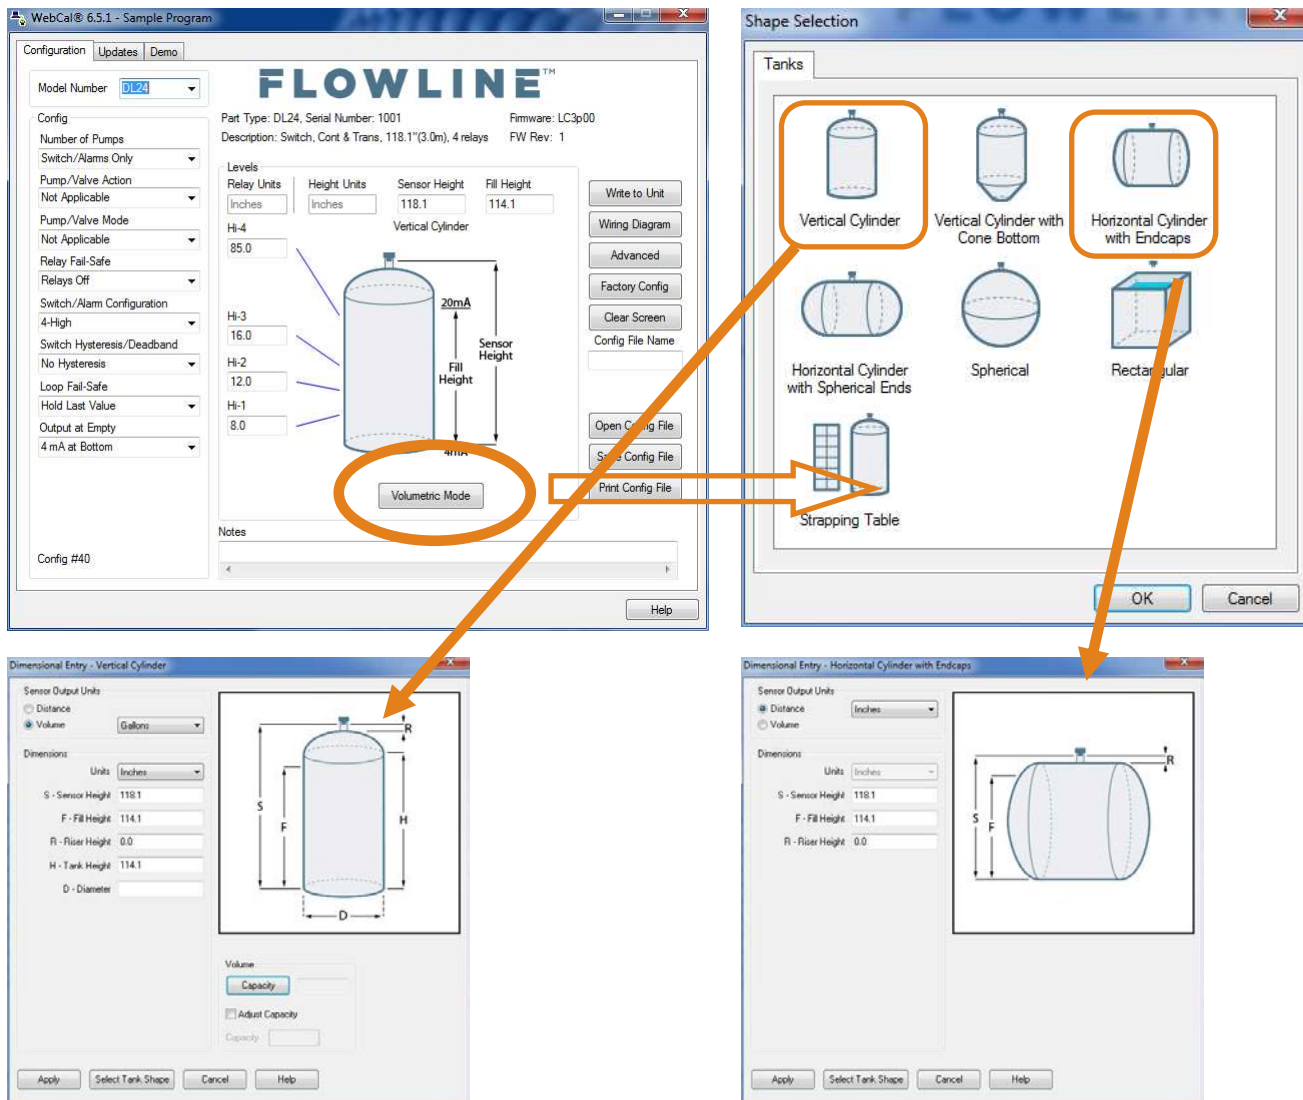 WebCal® 6.5.1 - Sample Program
Configuration Updates Demo
Model Number DL24
FLOWLINE™
Part Type: DL24, Serial Number: 1001 Firmware: LC3p00
Description: Switch, Cont & Trans, 118.1"(3.0m), 4 relays FW Rev: 1
Config
Number of Pumps
Switch/Alarms Only
Pump/Valve Action
Not Applicable
Pump/Valve Mode
Not Applicable
Relay Fail-Safe
Relays Off
Switch/Alarm Configuration
4-High
Switch Hysteresis/Deadband
No Hysteresis
Loop Fail-Safe
Hold Last Value
Output at Empty
4 mA at Bottom
Config #40
Levels
Relay Units Height Units Sensor Height Fill Height
Inches Inches 118.1 114.1
Vertical Cylinder
Hi-4
85.0
Hi-3
16.0
Hi-2
12.0
Hi-1
8.0
20mA
Fill Height
Sensor Height
4mA
Volumetric Mode
Notes
Write to Unit
Wiring Diagram
Advanced
Factory Config
Clear Screen
Config File Name
Open Config File
Save Config File
Print Config File
Help
Shape Selection
Tanks
Vertical Cylinder
Vertical Cylinder with
Cone Bottom
Horizontal Cylinder
with Endcaps
Horizontal Cylinder
with Spherical Ends
Spherical
Rectangular
Strapping Table
OK Cancel
Dimensional Entry - Vertical Cylinder
Sensor Output Units
Distance
Volume Gallons
Dimensions
Units Inches
S - Sensor Height 118.1
F - Fill Height 114.1
R - Riser Height 0.0
H - Tank Height 114.1
D - Diameter
R
S
F
H
D
Volume
Capacity
Adjust Capacity
Capacity
Apply Select Tank Shape Cancel Help
Dimensional Entry - Horizontal Cylinder with Endcaps
Sensor Output Units
Distance Inches
Volume
Dimensions
Units Inches
S - Sensor Height 118.1
F - Fill Height 114.1
R - Riser Height 0.0
R
S
F
Apply Select Tank Shape Cancel Help